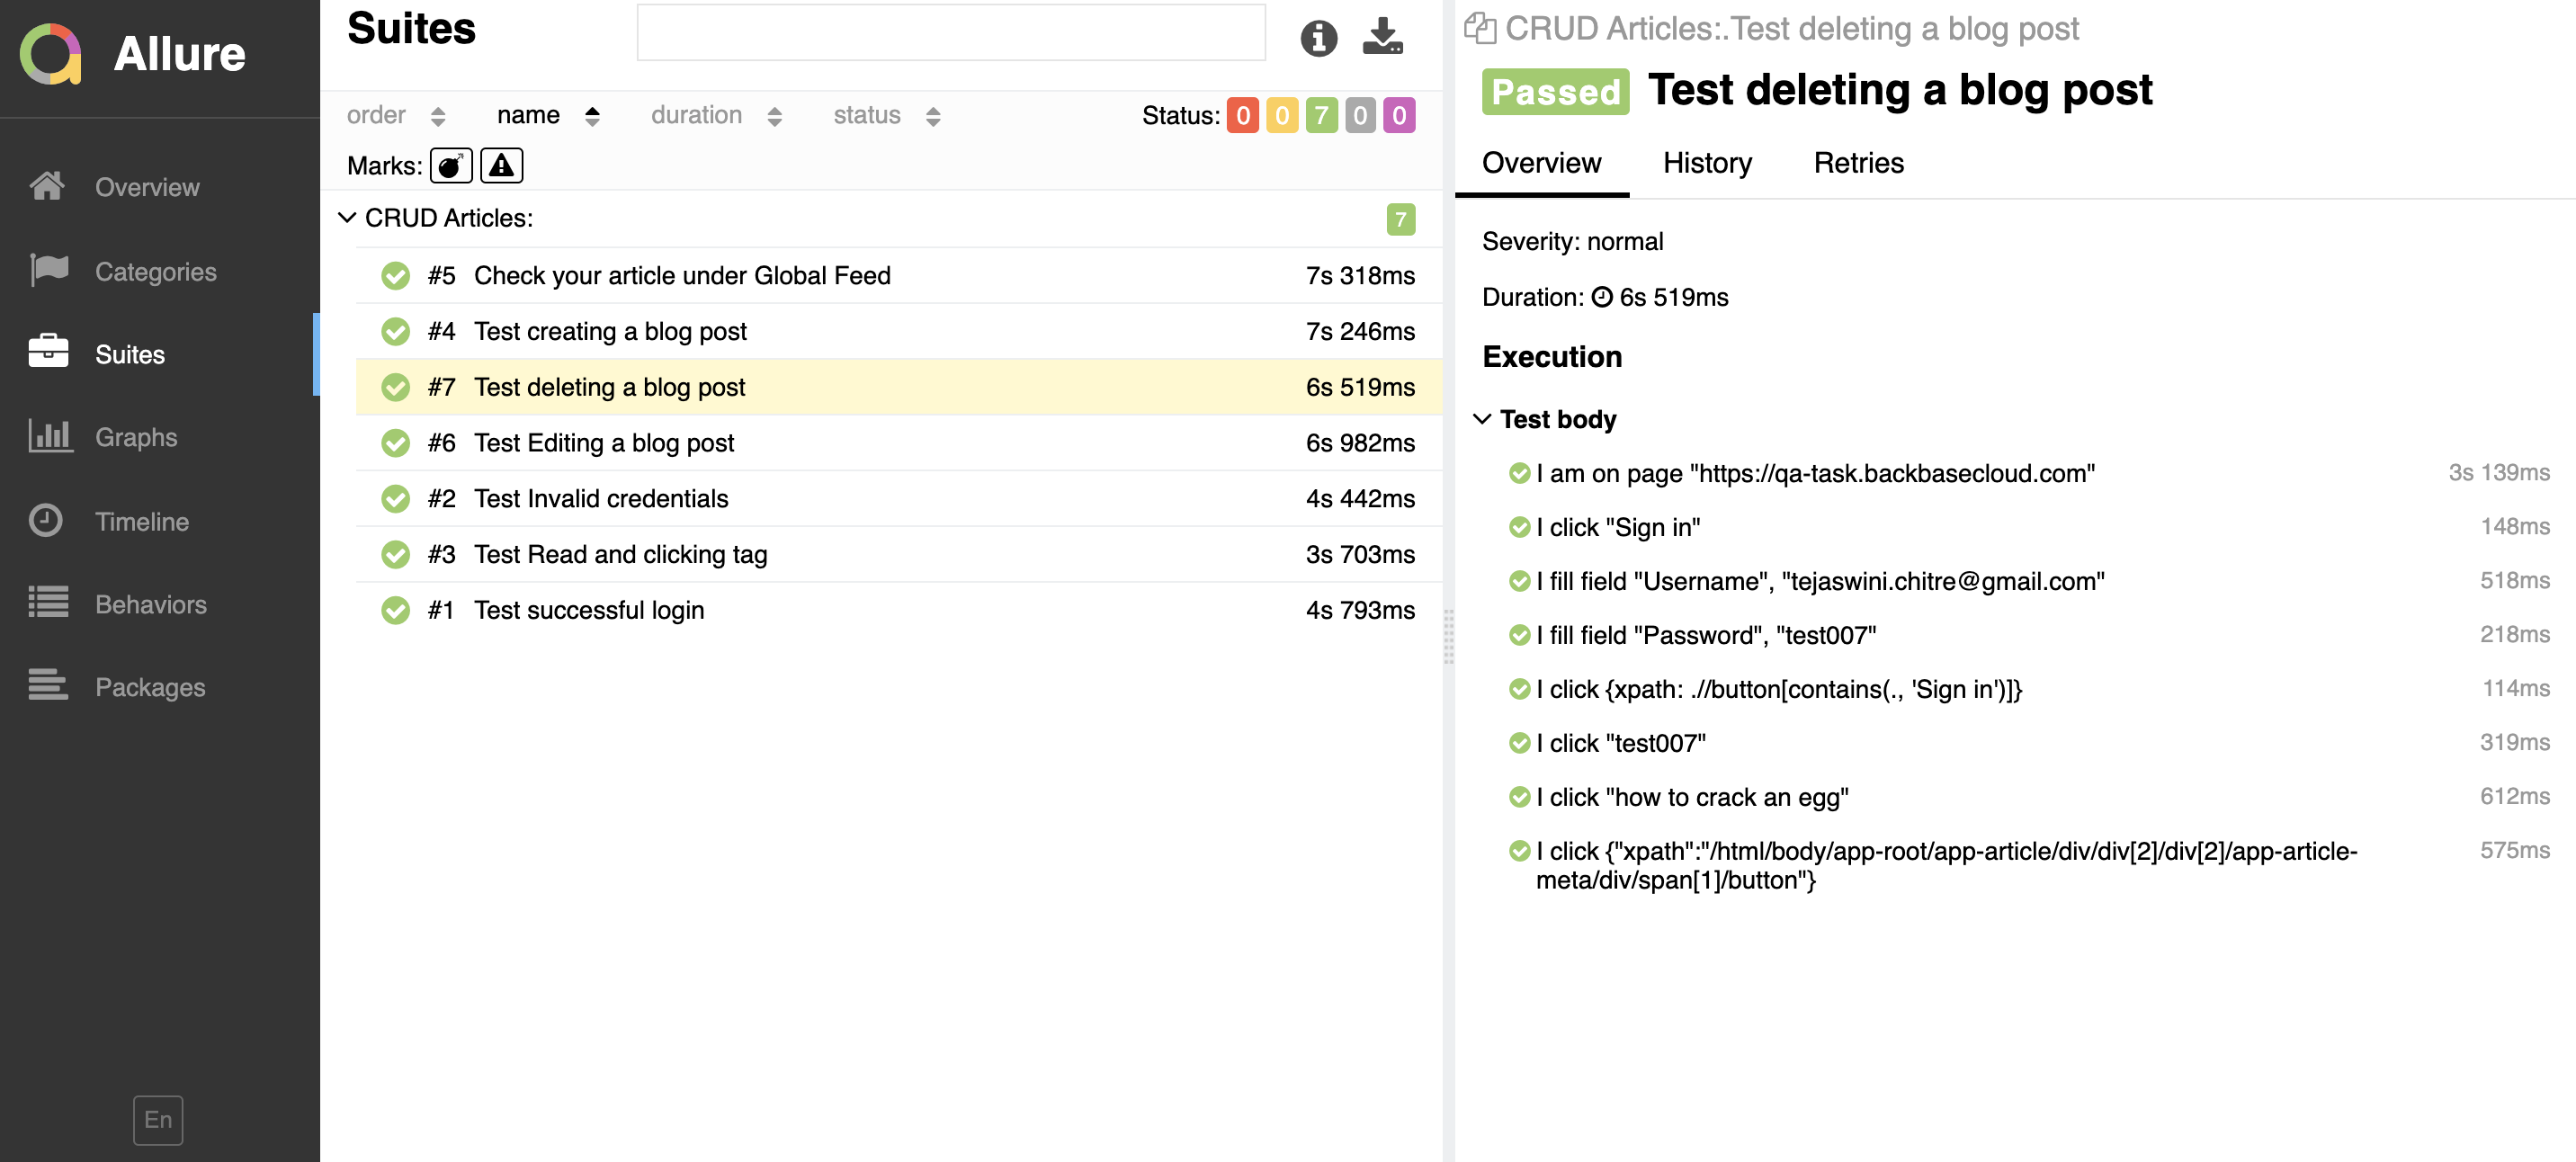 Allure
Overview
Categories
Suites
Graphs
Timeline
Behaviors
Packages
En
Suites
order name duration status Status: 0 0 7 0 0
Marks:
CRUD Articles: 7
#5 Check your article under Global Feed 7s 318ms
#4 Test creating a blog post 7s 246ms
#7 Test deleting a blog post 6s 519ms
#6 Test Editing a blog post 6s 982ms
#2 Test Invalid credentials 4s 442ms
#3 Test Read and clicking tag 3s 703ms
#1 Test successful login 4s 793ms
CRUD Articles:.Test deleting a blog post
Passed Test deleting a blog post
Overview History Retries
Severity: normal
Duration: 6s 519ms
Execution
Test body
I am on page "https://qa-task.backbasecloud.com" 3s 139ms
I click "Sign in" 148ms
I fill field "Username", "tejaswini.chitre@gmail.com" 518ms
I fill field "Password", "test007" 218ms
I click {xpath: .//button[contains(., 'Sign in')]} 114ms
I click "test007" 319ms
I click "how to crack an egg" 612ms
I click {"xpath":"/html/body/app-root/app-article/div/div[2]/div[2]/app-article- 575ms
meta/div/span[1]/button"}